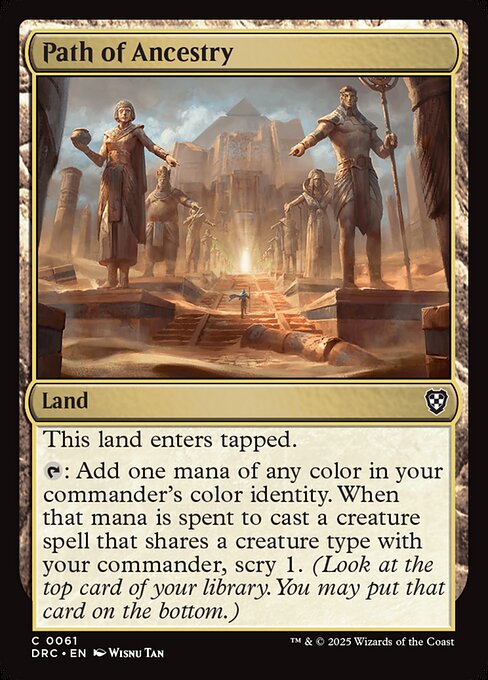 Path of Ancestry
Land
This land enters tapped.
: Add one mana of any color in your
commander's color identity. When
that mana is spent to cast a creature
spell that shares a creature type with
your commander, scry 1. (Look at the
top card of your library. You may put that
card on the bottom.)
C 0061
DRC • EN Wisnu Tan
™ & © 2025 Wizards of the Coast